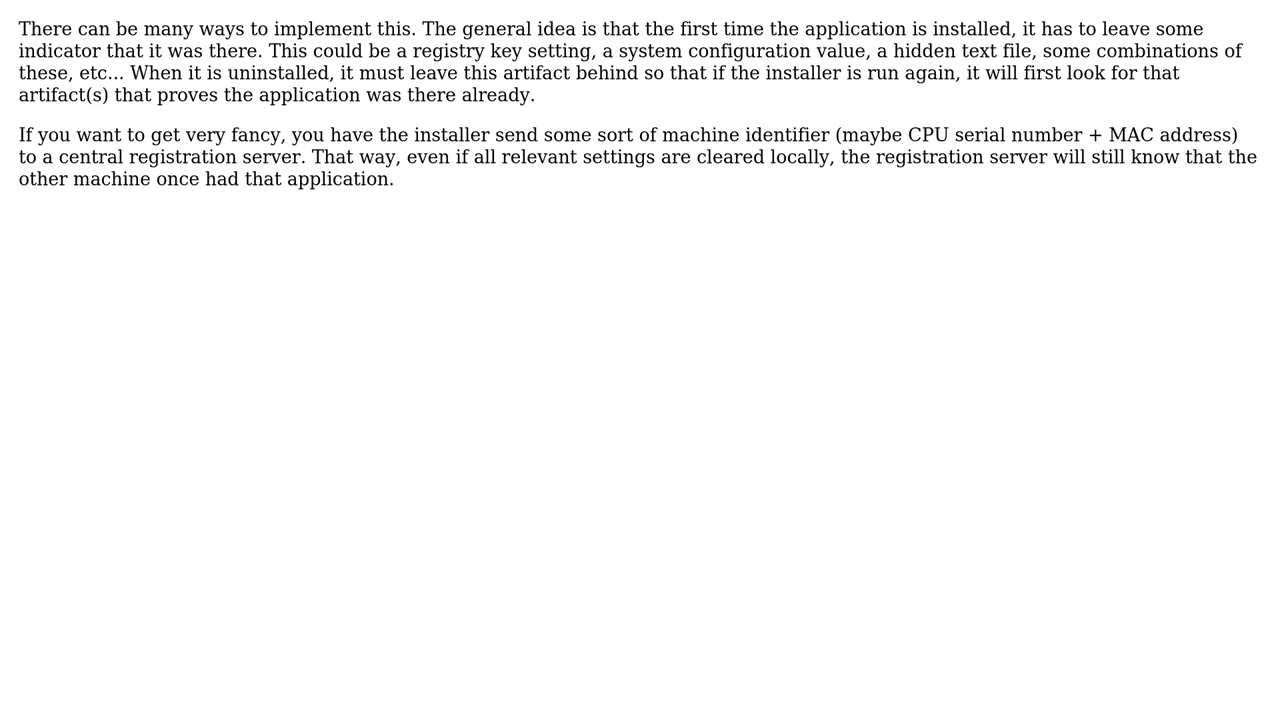 There can be many ways to implement this. The general idea is that the first time the application is installed, it has to leave some
indicator that it was there. This could be a registry key setting, a system configuration value, a hidden text file, some combinations of
these, etc... When it is uninstalled, it must leave this artifact behind so that if the installer is run again, it will first look for that
artifact(s) that proves the application was there already.
If you want to get very fancy, you have the installer send some sort of machine identifier (maybe CPU serial number + MAC address)
to a central registration server. That way, even if all relevant settings are cleared locally, the registration server will still know that the
other machine once had that application.